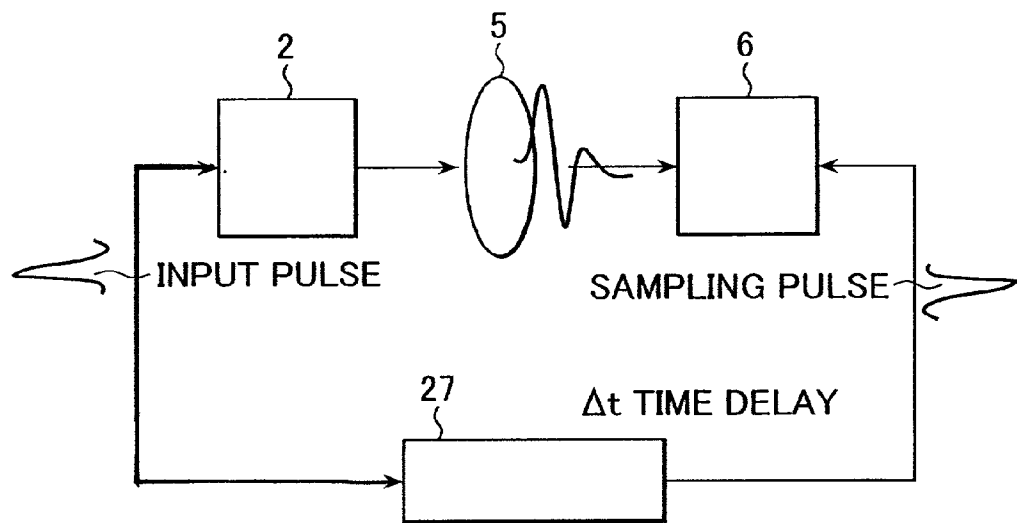 2
5
6
INPUT PULSE
SAMPLING PULSE
27
Δt TIME DELAY